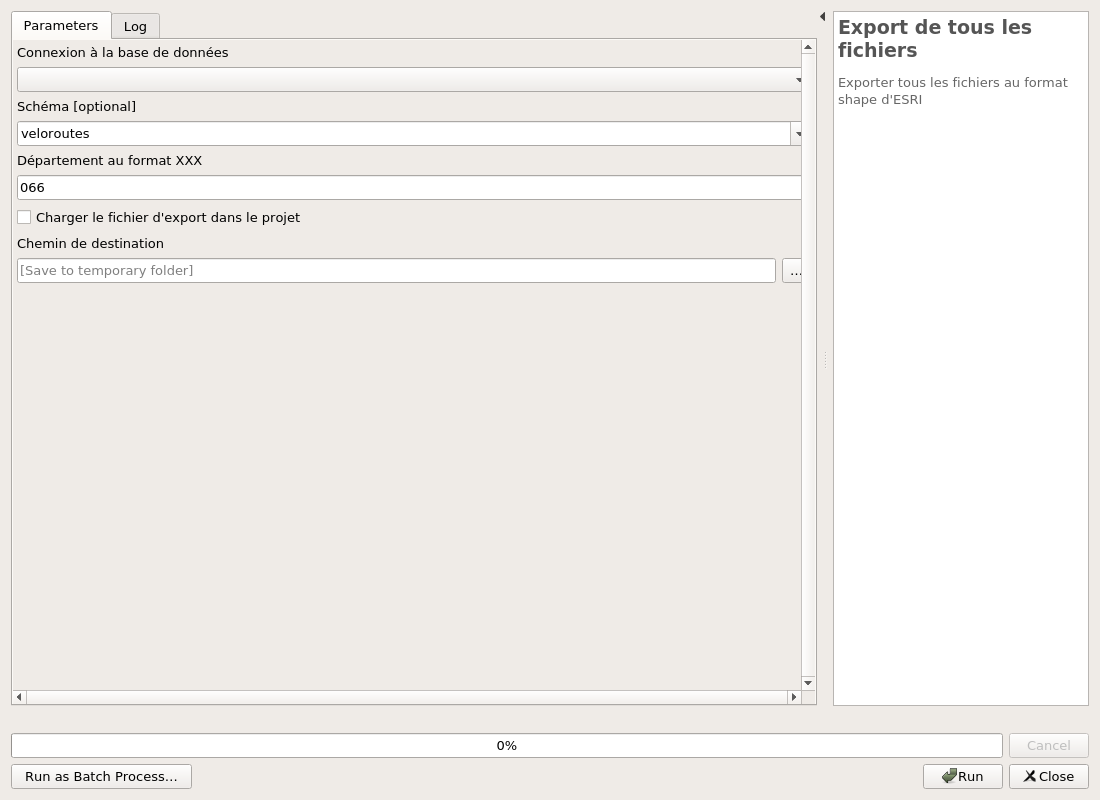 Parameters
Log
Connexion à la base de données
Schéma [optional]
veloroutes
Département au format XXX
066
Charger le fichier d'export dans le projet
Chemin de destination
[Save to temporary folder]
...
Export de tous les
fichiers
Exporter tous les fichiers au format
shape d'ESRI
0%
Cancel
Run as Batch Process...
Run
Close